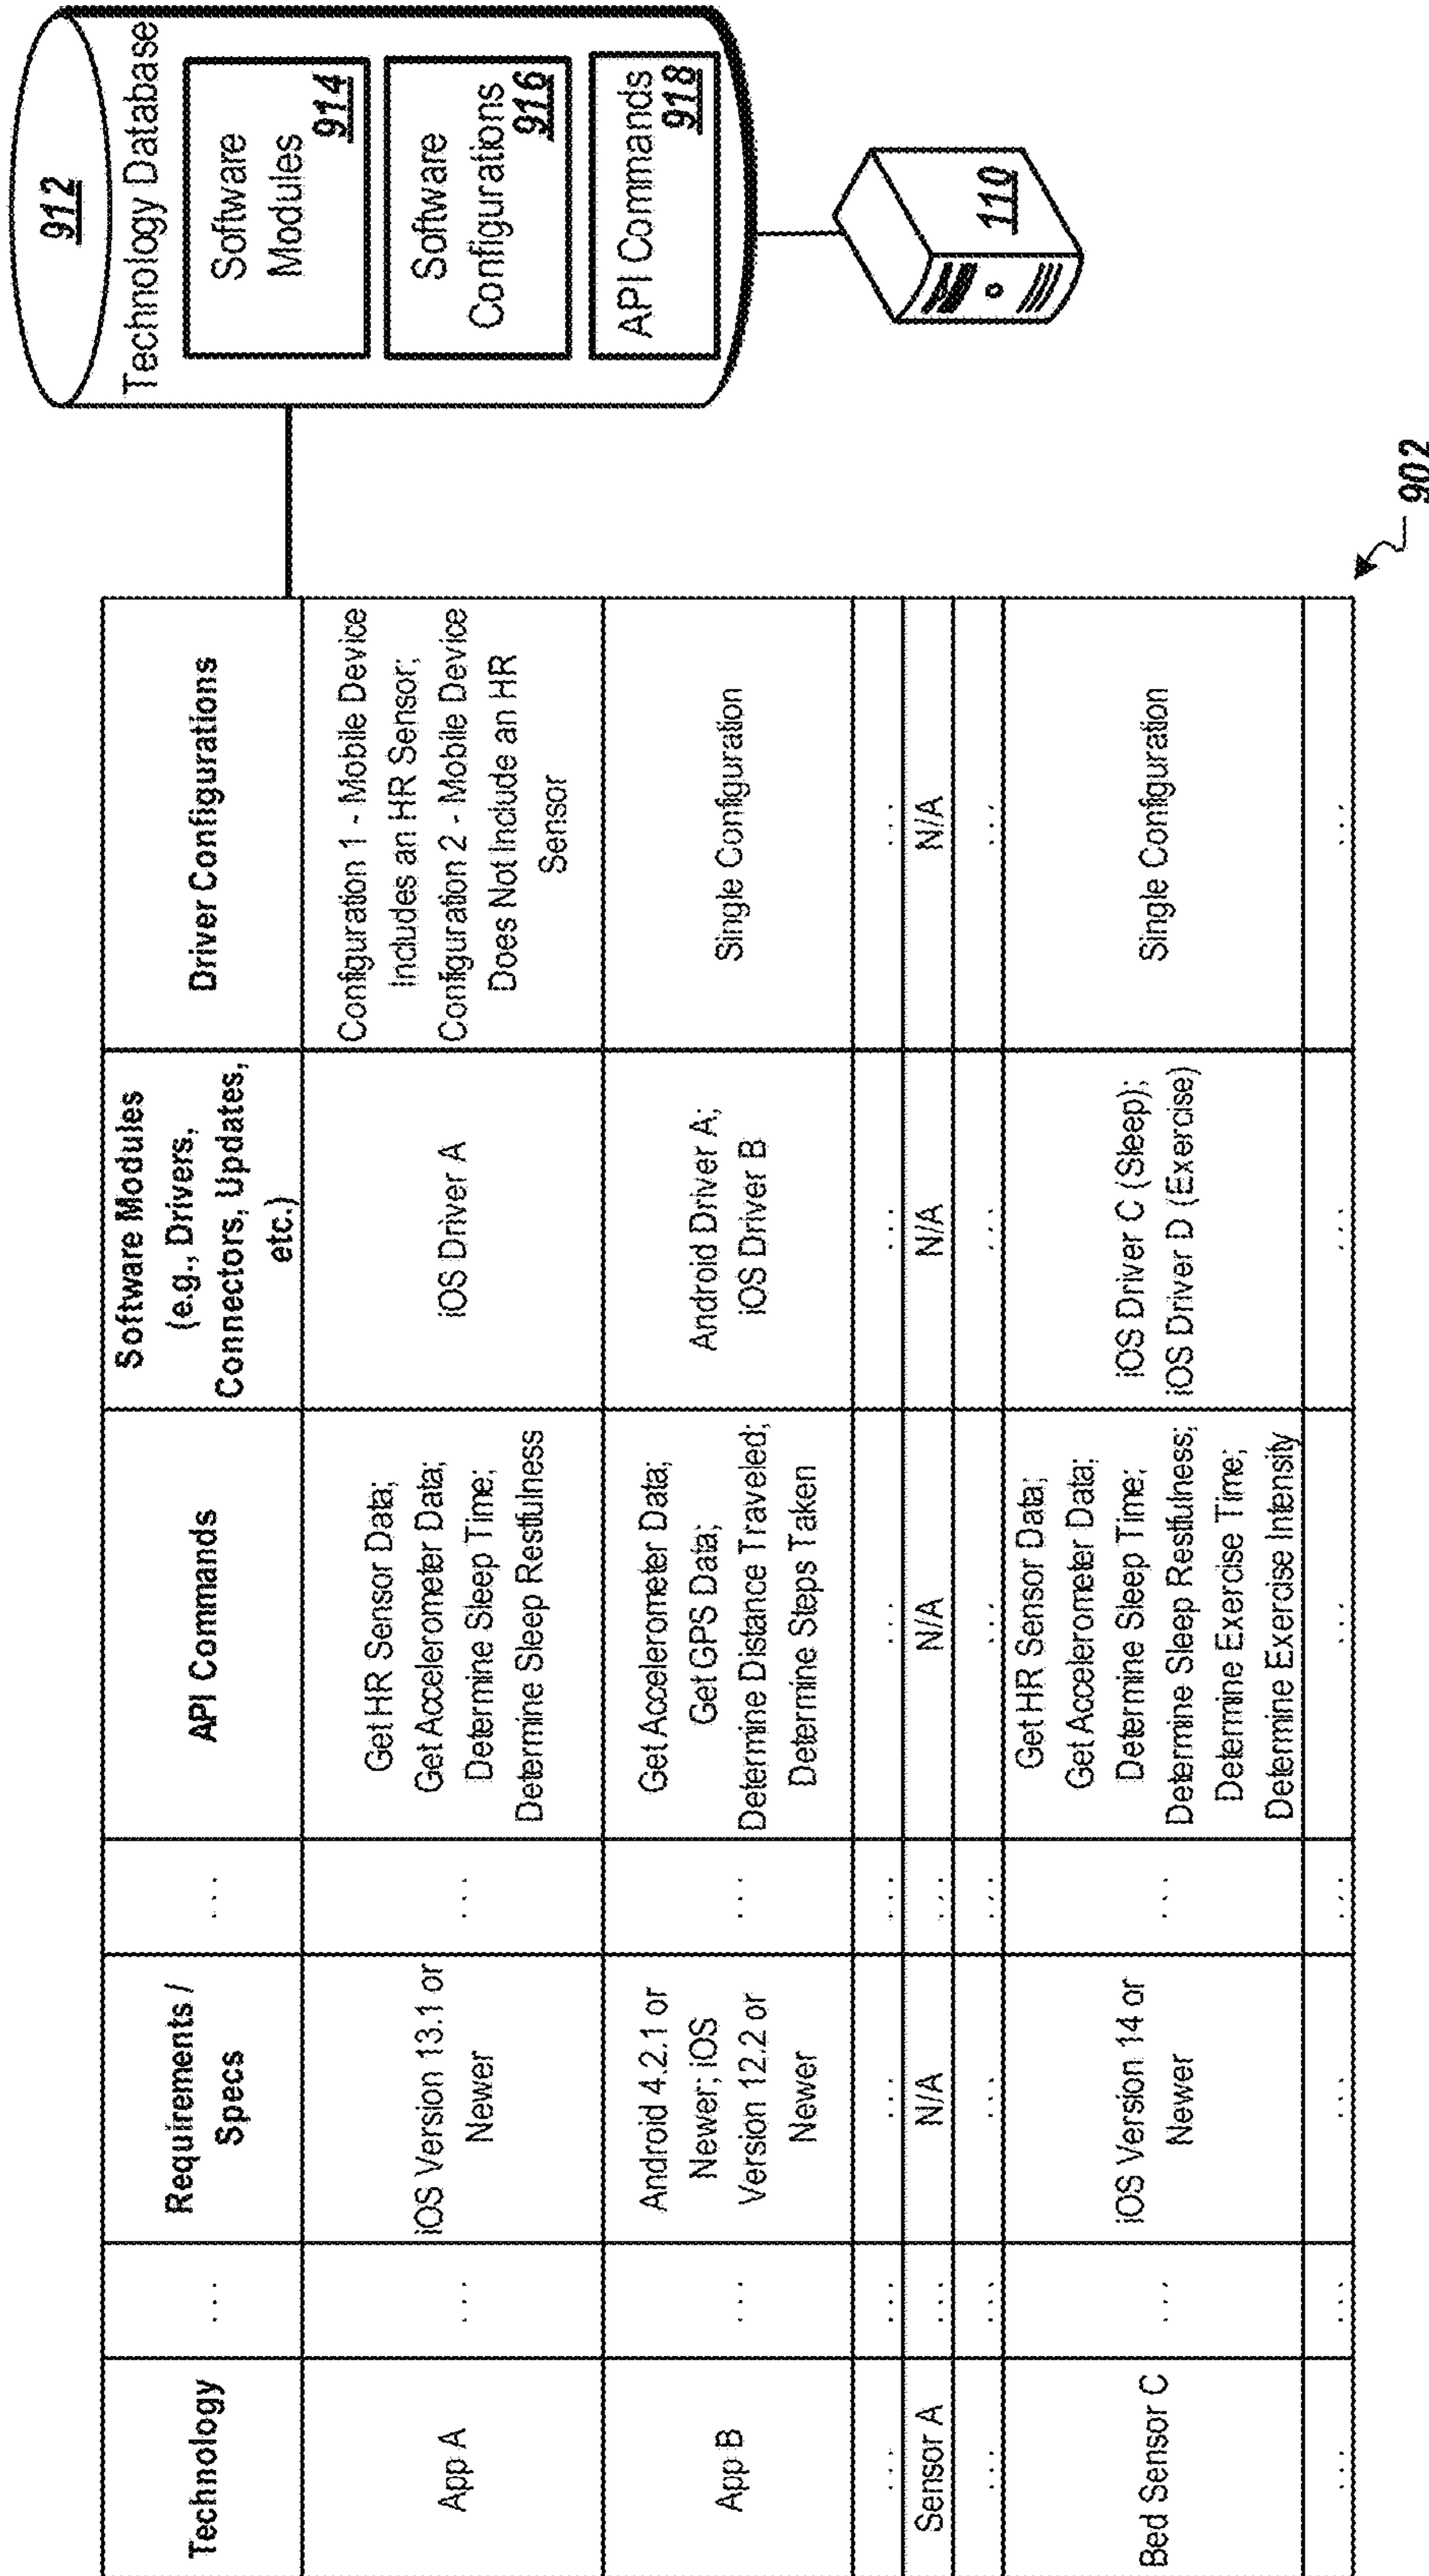 912
Technology Database
Software
Modules
914
Software
Configurations
916
API Commands
918
110
902
Technology
...
Requirements /
Specs
...
API Commands
Software Modules
(e.g., Drivers,
Connectors, Updates,
etc.)
Driver Configurations
App A
...
iOS Version 13.1 or
Newer
...
Get HR Sensor Data;
Get Accelerometer Data;
Determine Sleep Time;
Determine Sleep Restfulness
iOS Driver A
Configuration 1 - Mobile Device
Includes an HR Sensor;
Configuration 2 - Mobile Device
Does Not Include an HR
Sensor
App B
...
Android 4.2.1 or
Newer; iOS
Version 12.2 or
Newer
...
Get Accelerometer Data;
Get GPS Data;
Determine Distance Traveled;
Determine Steps Taken
Android Driver A;
iOS Driver B
Single Configuration
...
...
...
...
...
...
...
Sensor A
...
N/A
...
N/A
N/A
N/A
...
...
...
...
...
...
...
Bed Sensor C
...
iOS Version 14 or
Newer
...
Get HR Sensor Data;
Get Accelerometer Data;
Determine Sleep Time;
Determine Sleep Restfulness;
Determine Exercise Time;
Determine Exercise Intensity
iOS Driver C (Sleep);
iOS Driver D (Exercise)
Single Configuration
...
...
...
...
...
...
...